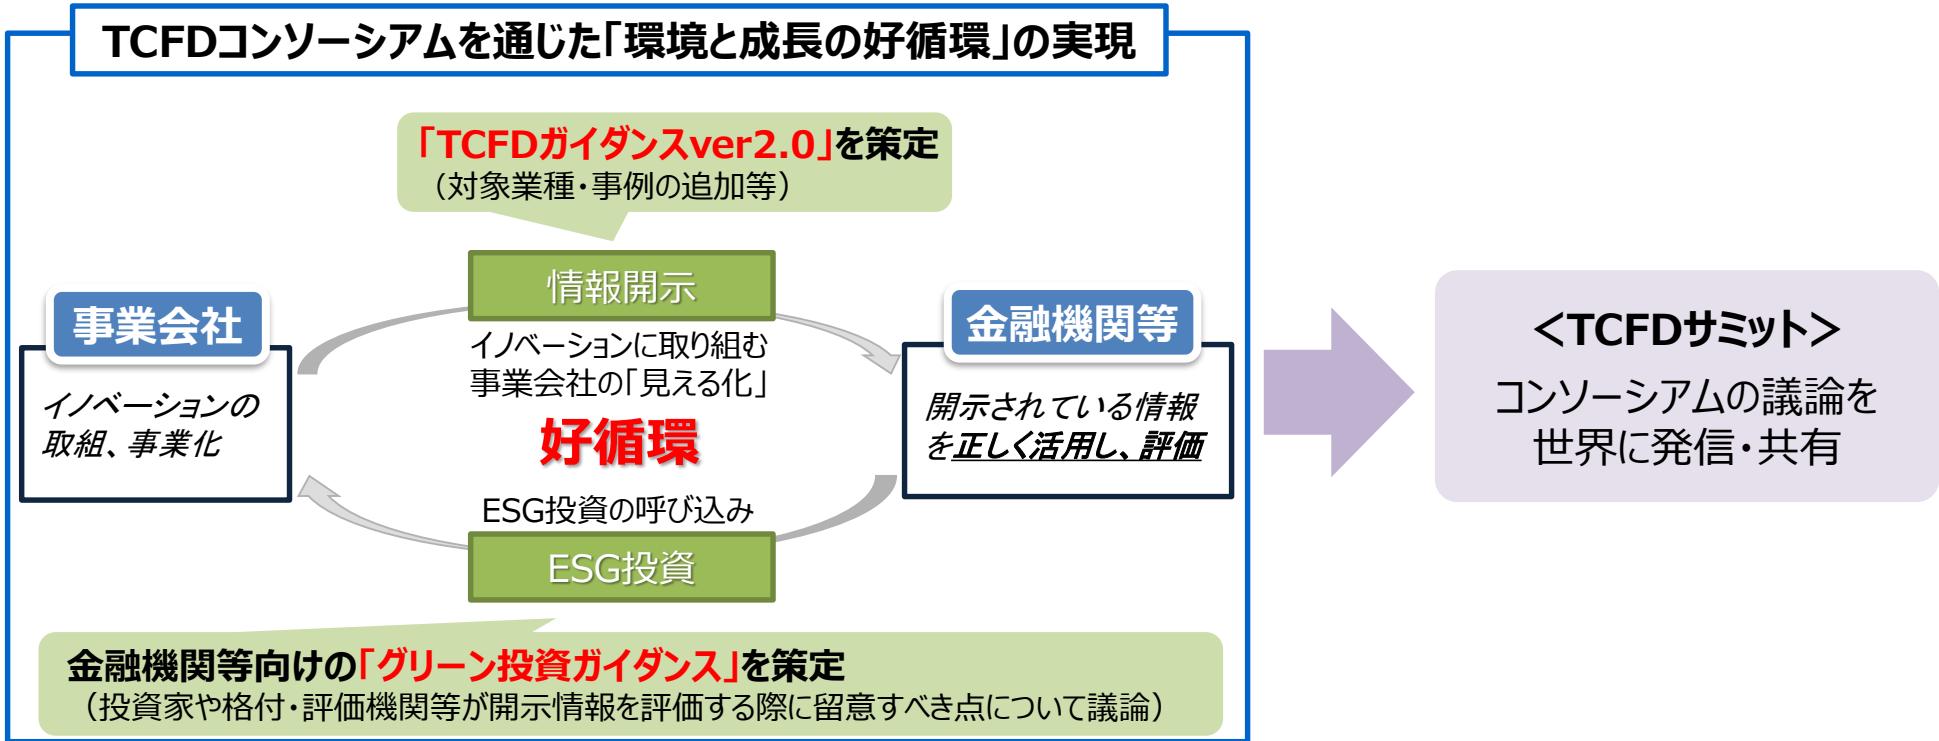 TCFDコンソーシアムを通じた「環境と成長の好循環」の実現
「TCFDガイダンスver2.0」を策定
（対象業種・事例の追加等）
情報開示
イノベーションに取り組む
事業会社の「見える化」
事業会社
イノベーションの
取組、事業化
好循環
金融機関等
開示されている情報
を正しく活用し、評価
ESG投資の呼び込み
ESG投資
金融機関等向けの「グリーン投資ガイダンス」を策定
（投資家や格付・評価機関等が開示情報を評価する際に留意すべき点について議論）
＜TCFDサミット＞
コンソーシアムの議論を
世界に発信・共有